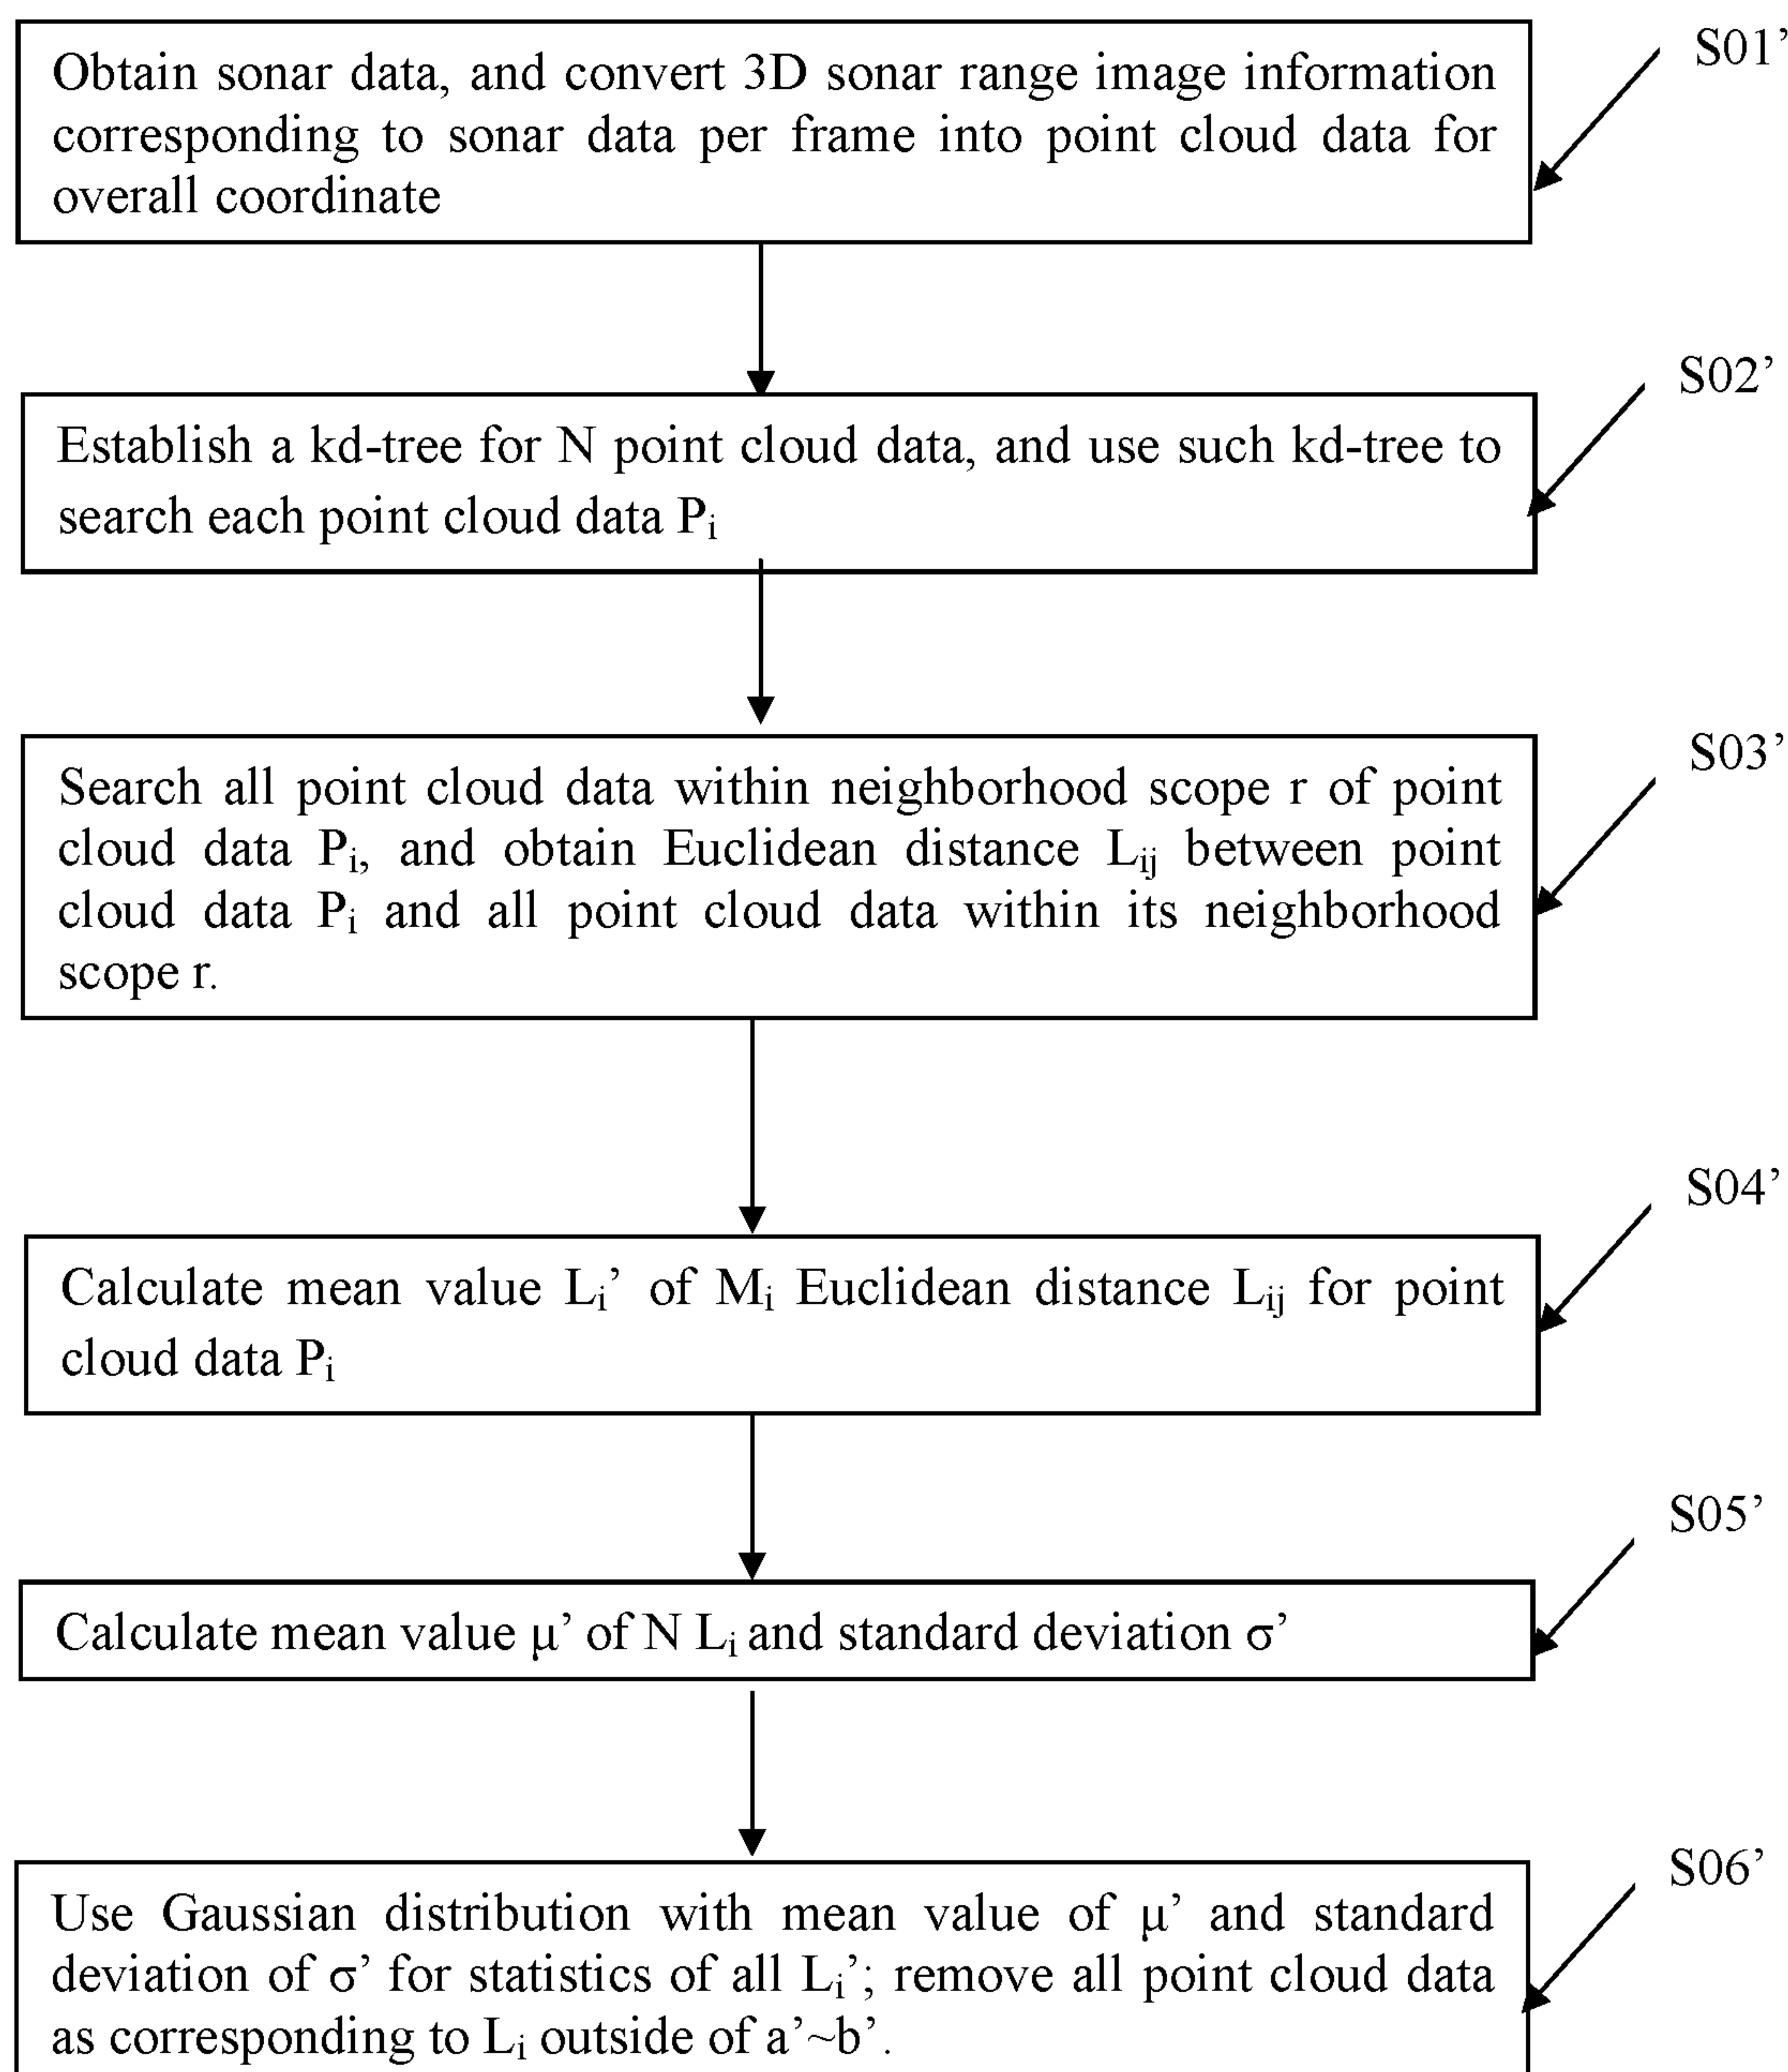 Obtain sonar data, and convert 3D sonar range image information
corresponding to sonar data per frame into point cloud data for
overall coordinate
S01’
Establish a kd-tree for N point cloud data, and use such kd-tree to
search each point cloud data Pi
S02’
Search all point cloud data within neighborhood scope r of point
cloud data Pi, and obtain Euclidean distance Lij between point
cloud data Pi and all point cloud data within its neighborhood
scope r.
S03’
Calculate mean value Li’ of Mi Euclidean distance Lij for point
cloud data Pi
S04’
Calculate mean value μ’ of N Li and standard deviation σ’
S05’
Use Gaussian distribution with mean value of μ’ and standard
deviation of σ’ for statistics of all Li’; remove all point cloud data
as corresponding to Li outside of a’~b’.
S06’